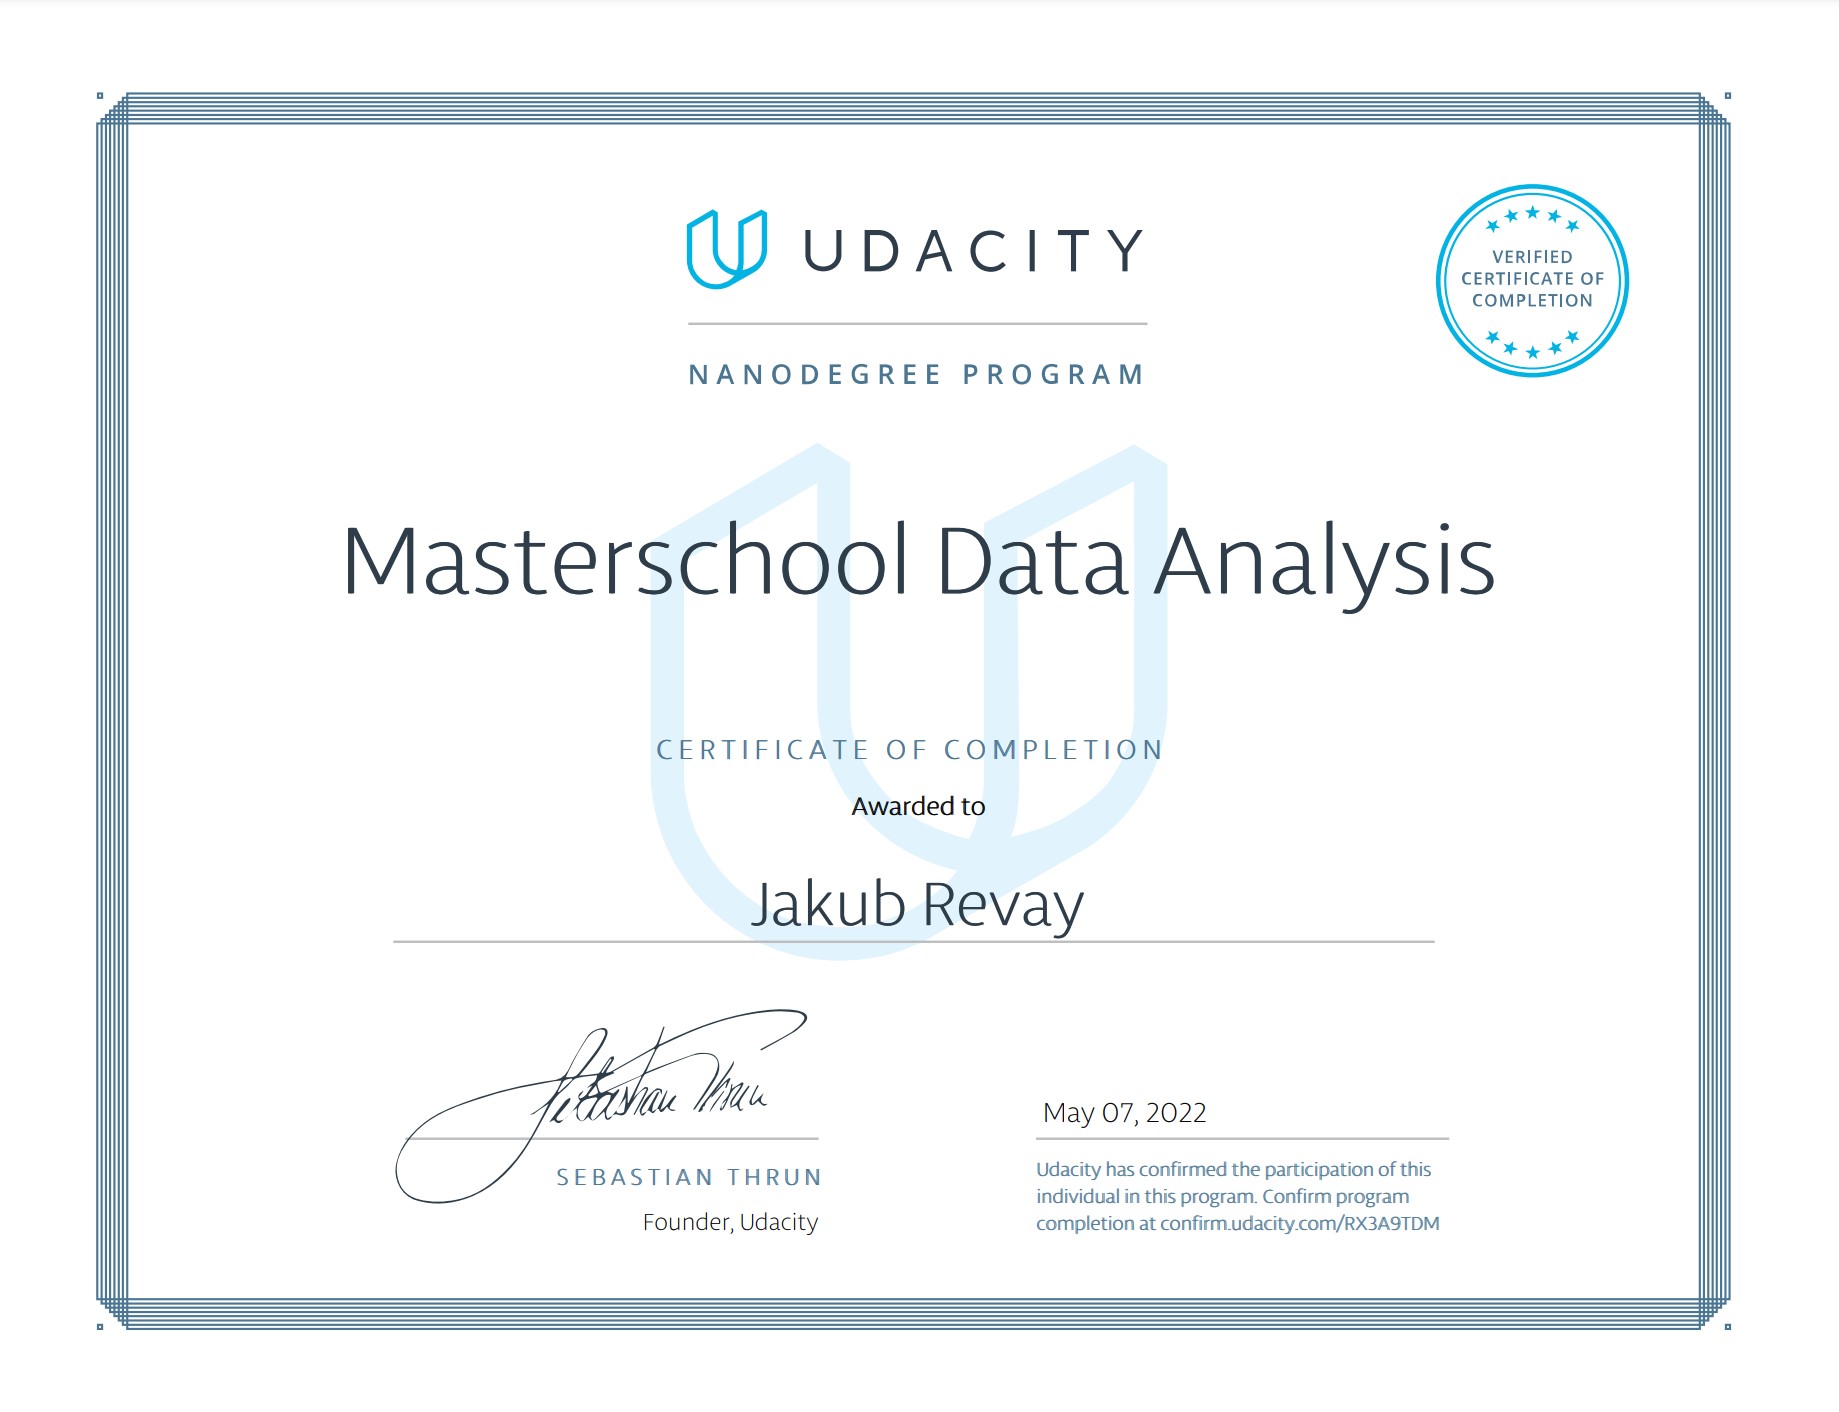 UDACITY
VERIFIED
CERTIFICATE OF
COMPLETION
NANODEGREE PROGRAM
Masterschool Data Analysis
CERTIFICATE OF COMPLETION
Awarded to
Jakub Revay
Sebastian Thrun
SEBASTIAN THRUN
Founder, Udacity
May 07, 2022
Udacity has confirmed the participation of this
individual in this program. Confirm program
completion at confirm.udacity.com/RX3A9TDM